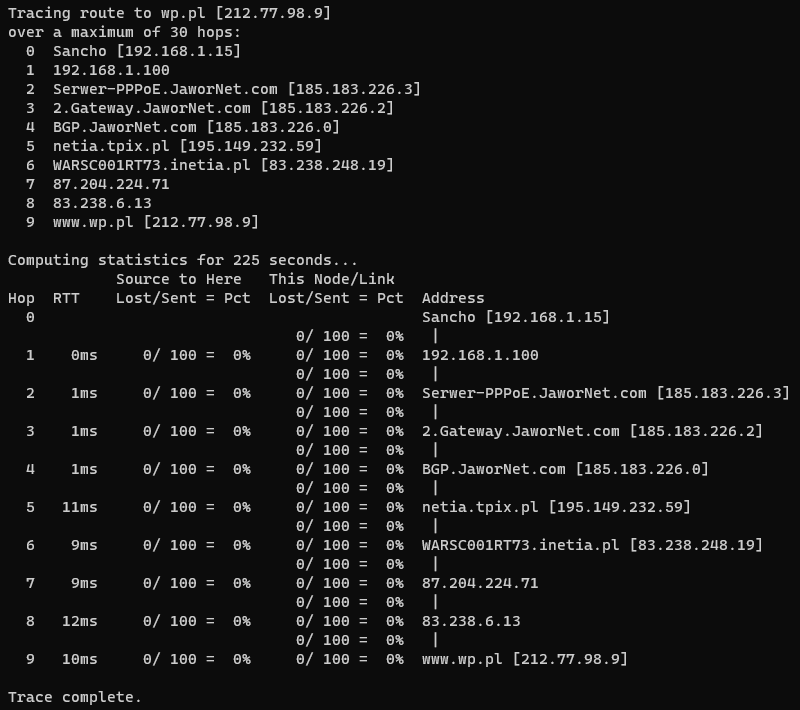 Tracing route to wp.pl [212.77.98.9]
over a maximum of 30 hops:
  0  Sancho [192.168.1.15]
  1  192.168.1.100
  2  Serwer-PPPoE.JaworNet.com [185.183.226.3]
  3  2.Gateway.JaworNet.com [185.183.226.2]
  4  BGP.JaworNet.com [185.183.226.0]
  5  netia.tpix.pl [195.149.232.59]
  6  WARSC001RT73.inetia.pl [83.238.248.19]
  7  87.204.224.71
  8  83.238.6.13
  9  www.wp.pl [212.77.98.9]

Computing statistics for 225 seconds...
            Source to Here   This Node/Link
Hop  RTT    Lost/Sent = Pct  Lost/Sent = Pct  Address
  0                                           Sancho [192.168.1.15]
                                0/ 100 =  0%   |
  1    0ms     0/ 100 =  0%     0/ 100 =  0%  192.168.1.100
                                0/ 100 =  0%   |
  2    1ms     0/ 100 =  0%     0/ 100 =  0%  Serwer-PPPoE.JaworNet.com [185.183.226.3]
                                0/ 100 =  0%   |
  3    1ms     0/ 100 =  0%     0/ 100 =  0%  2.Gateway.JaworNet.com [185.183.226.2]
                                0/ 100 =  0%   |
  4    1ms     0/ 100 =  0%     0/ 100 =  0%  BGP.JaworNet.com [185.183.226.0]
                                0/ 100 =  0%   |
  5   11ms     0/ 100 =  0%     0/ 100 =  0%  netia.tpix.pl [195.149.232.59]
                                0/ 100 =  0%   |
  6    9ms     0/ 100 =  0%     0/ 100 =  0%  WARSC001RT73.inetia.pl [83.238.248.19]
                                0/ 100 =  0%   |
  7    9ms     0/ 100 =  0%     0/ 100 =  0%  87.204.224.71
                                0/ 100 =  0%   |
  8   12ms     0/ 100 =  0%     0/ 100 =  0%  83.238.6.13
                                0/ 100 =  0%   |
  9   10ms     0/ 100 =  0%     0/ 100 =  0%  www.wp.pl [212.77.98.9]

Trace complete.